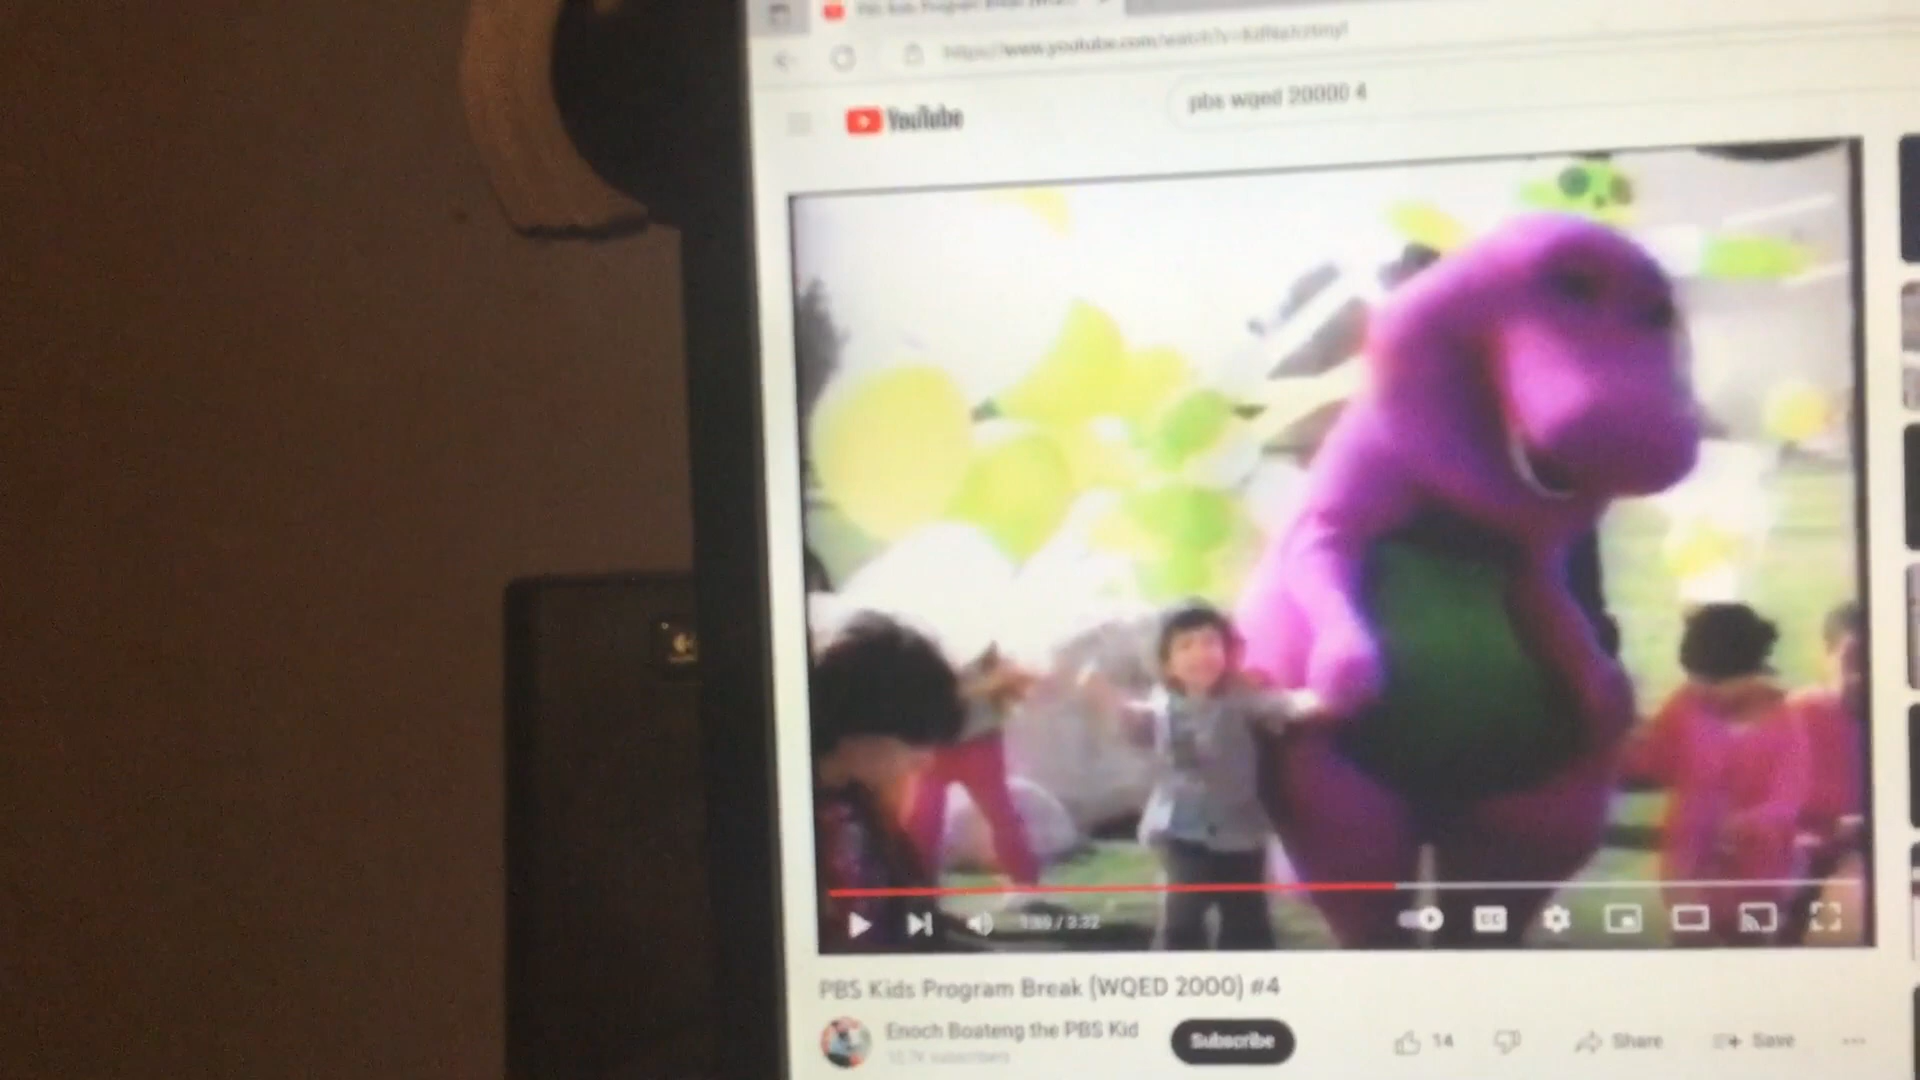 YouTube
pbs wqed 20000 4
CC
PBS Kids Program Break (WQED 2000) #4
Enoch Boateng the PBS Kid
Subscribe
14
Share
Save